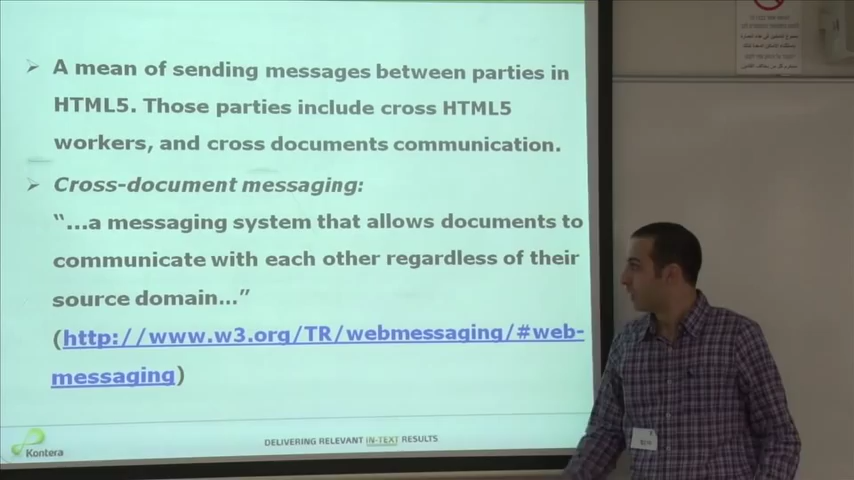 A mean of sending messages between parties in
HTML5. Those parties include cross HTML5
workers, and cross documents communication.
Cross-document messaging:
“...a messaging system that allows documents to
communicate with each other regardless of their
source domain...”
(http://www.w3.org/TR/webmessaging/#web-
messaging)
Kontera
DELIVERING RELEVANT IN-TEXT RESULTS